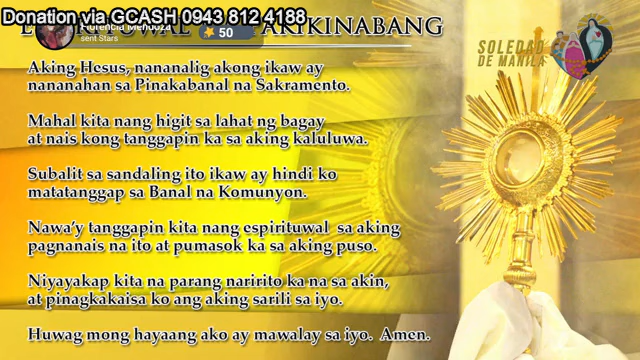 Donation via GCASH 0943 812 4188
Florencia Mendoza
sent Stars
50
SOLEDAD
DE MANILA
Aking Hesus, nananalig akong ikaw ay
nananahan sa Pinakabanal na Sakramento.
Mahal kita nang higit sa lahat ng bagay
at nais kong tanggapin ka sa aking kaluluwa.
Subalit sa sandaling ito ikaw ay hindi ko
matatanggap sa Banal na Komunyon.
Nawa'y tanggapin kita nang espirituwal sa aking
pagnanais na ito at pumasok ka sa aking puso.
Niyayakap kita na parang naririto ka na sa akin,
at pinagkakaisa ko ang aking sarili sa iyo.
Huwag mong hayaang ako ay mawalay sa iyo. Amen.